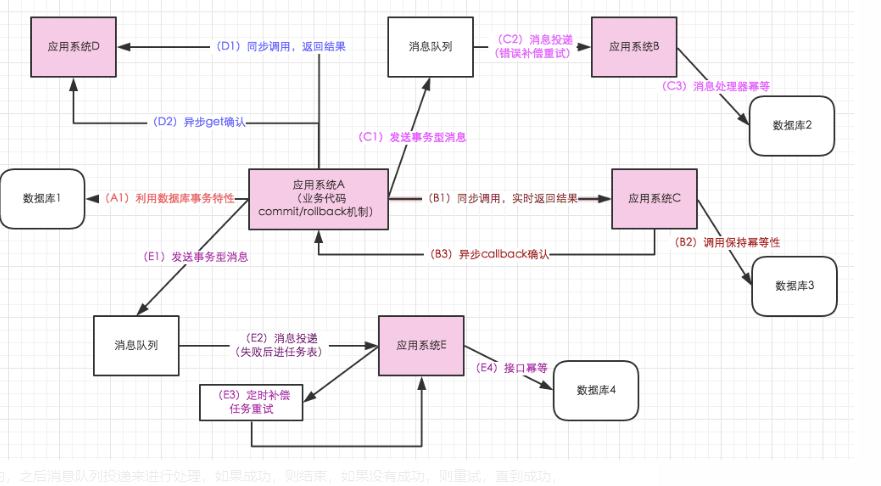 应用系统D
（D1）同步调用，返回结果
消息队列
（C2）消息投递
（错误补偿重试）
应用系统B
（C3）消息处理器幂等
（D2）异步get确认
（C1）发送事务型消息
数据库2
数据库1
（A1）利用数据库事务特性
应用系统A
（业务代码
commit/rollback机制）
（B1）同步调用，实时返回结果
应用系统C
（B2）调用保持幂等性
（B3）异步callback确认
（E1）发送事务型消息
数据库3
消息队列
（E2）消息投递
（失败后进任务表）
应用系统E
（E3）定时补偿
任务重试
（E4）接口幂等
数据库4
，之后消息队列投递来进行处理，如果成功，则结束，如果没有成功，则重试，直到成功，